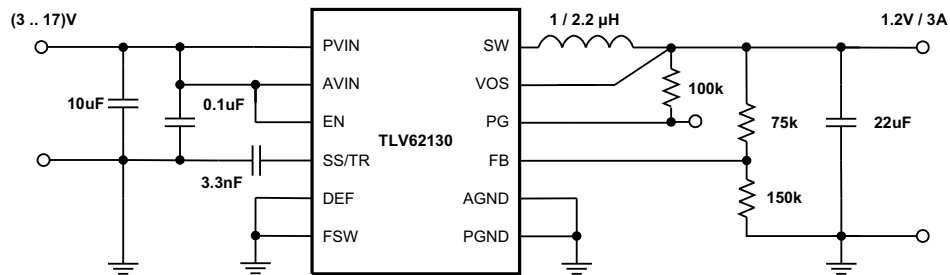 (3 .. 17)V
1 / 2.2 µH
1.2V / 3A
PVIN
SW
AVIN
VOS
10uF
0.1uF
100k
EN
PG
75k
22uF
TLV62130
SS/TR
FB
3.3nF
DEF
AGND
150k
FSW
PGND